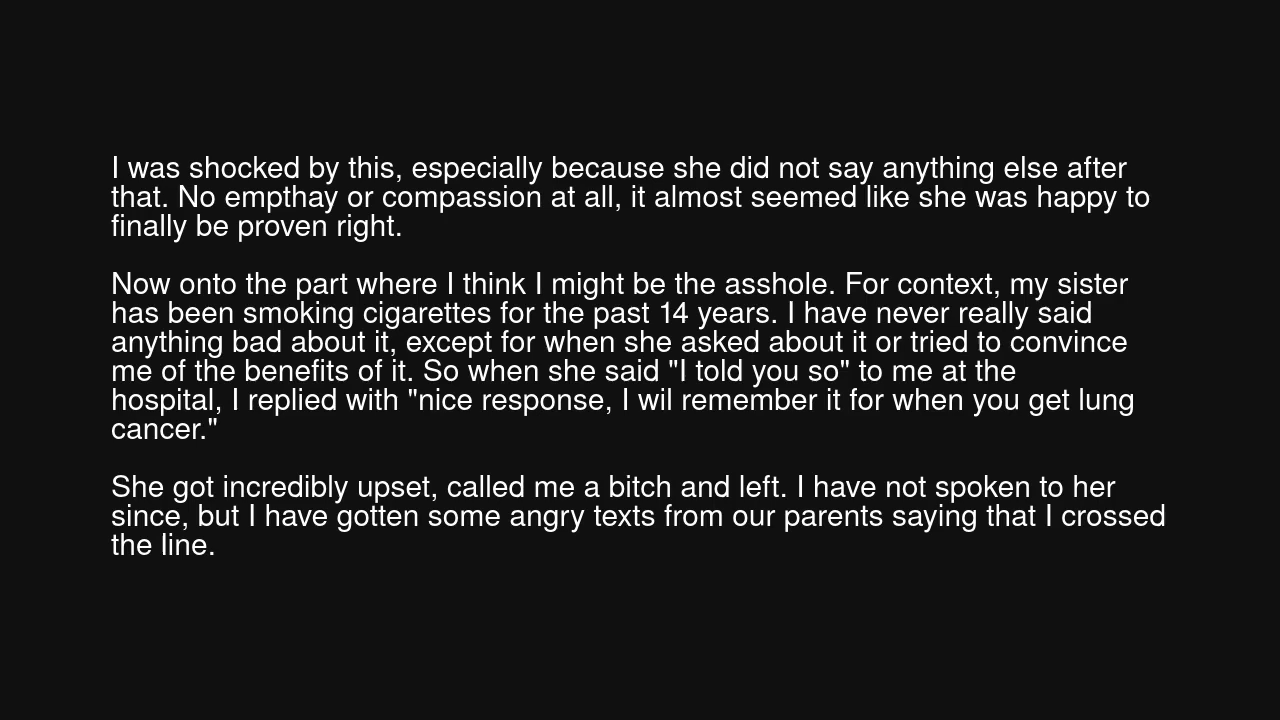 I was shocked by this, especially because she did not say anything else after
that. No empthay or compassion at all, it almost seemed like she was happy to
finally be proven right.
Now onto the part where I think I might be the asshole. For context, my sister
has been smoking cigarettes for the past 14 years. I have never really said
anything bad about it, except for when she asked about it or tried to convince
me of the benefits of it. So when she said "I told you so" to me at the
hospital, I replied with "nice response, I wil remember it for when you get lung
cancer."
She got incredibly upset, called me a bitch and left. I have not spoken to her
since, but I have gotten some angry texts from our parents saying that I crossed
the line.